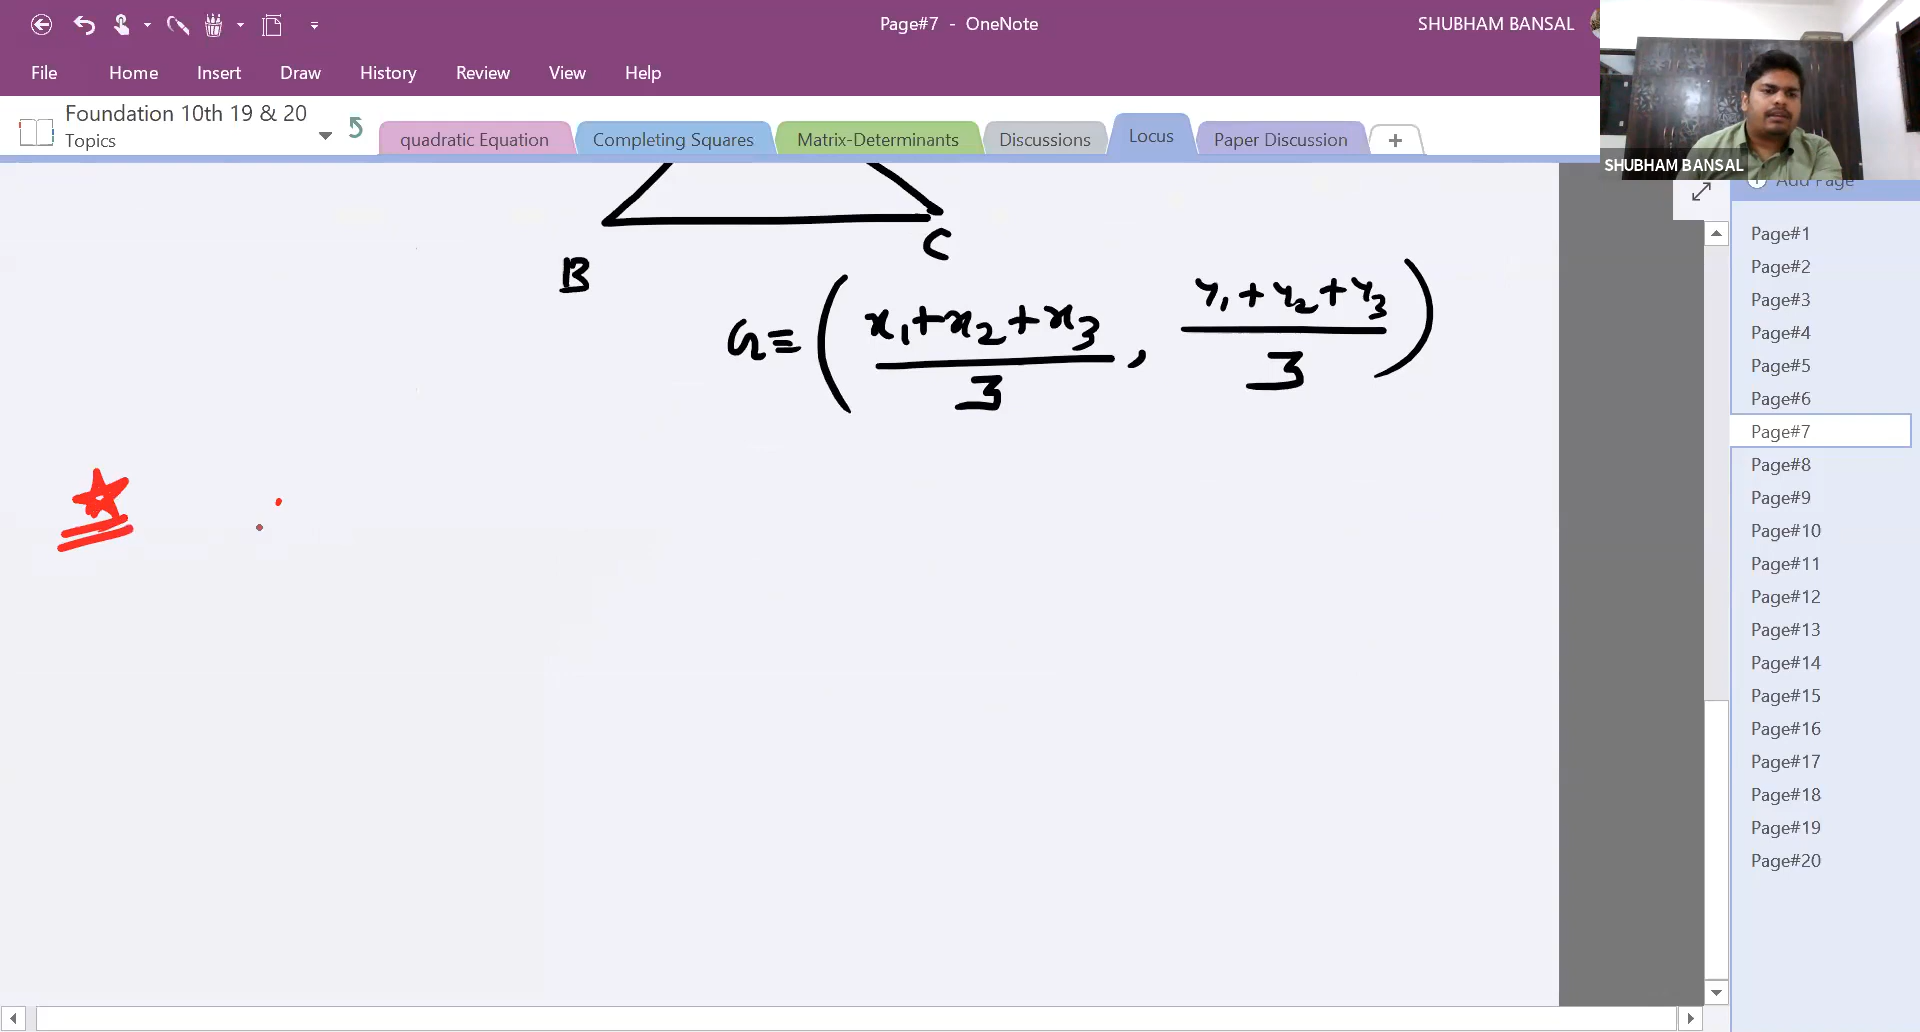 Page#7 - OneNote
SHUBHAM BANSAL
File Home Insert Draw History Review View Help
Foundation 10th 19 & 20
Topics
quadratic Equation Completing Squares Matrix-Determinants Discussions Locus Paper Discussion +
SHUBHAM BANSAL
Add Page
B C
G ≡ ( x₁+x₂+x₃ / 3 , y₁+y₂+y₃ / 3 )
Page#1
Page#2
Page#3
Page#4
Page#5
Page#6
Page#7
Page#8
Page#9
Page#10
Page#11
Page#12
Page#13
Page#14
Page#15
Page#16
Page#17
Page#18
Page#19
Page#20